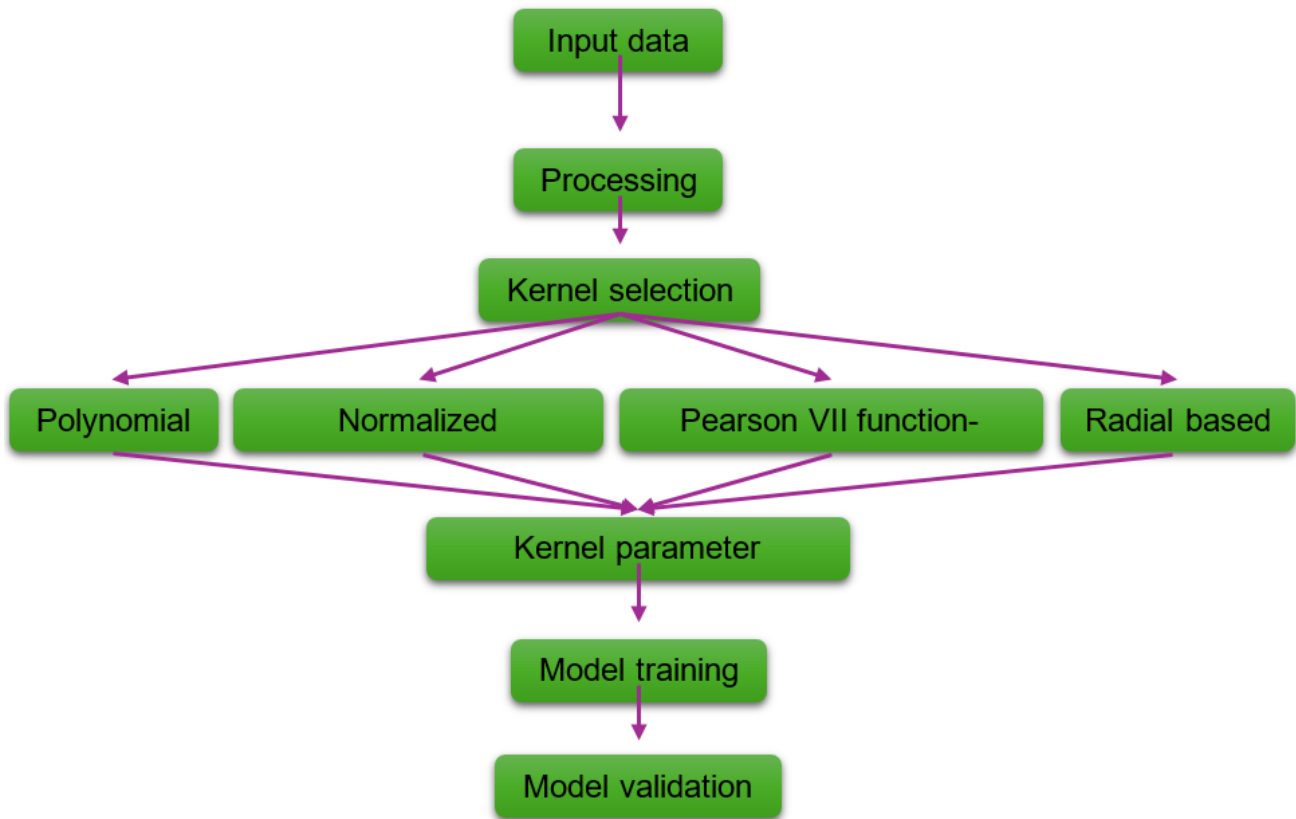 Input data
Processing
Kernel selection
Polynomial
Normalized
Pearson VII function-
Radial based
Kernel parameter
Model training
Model validation